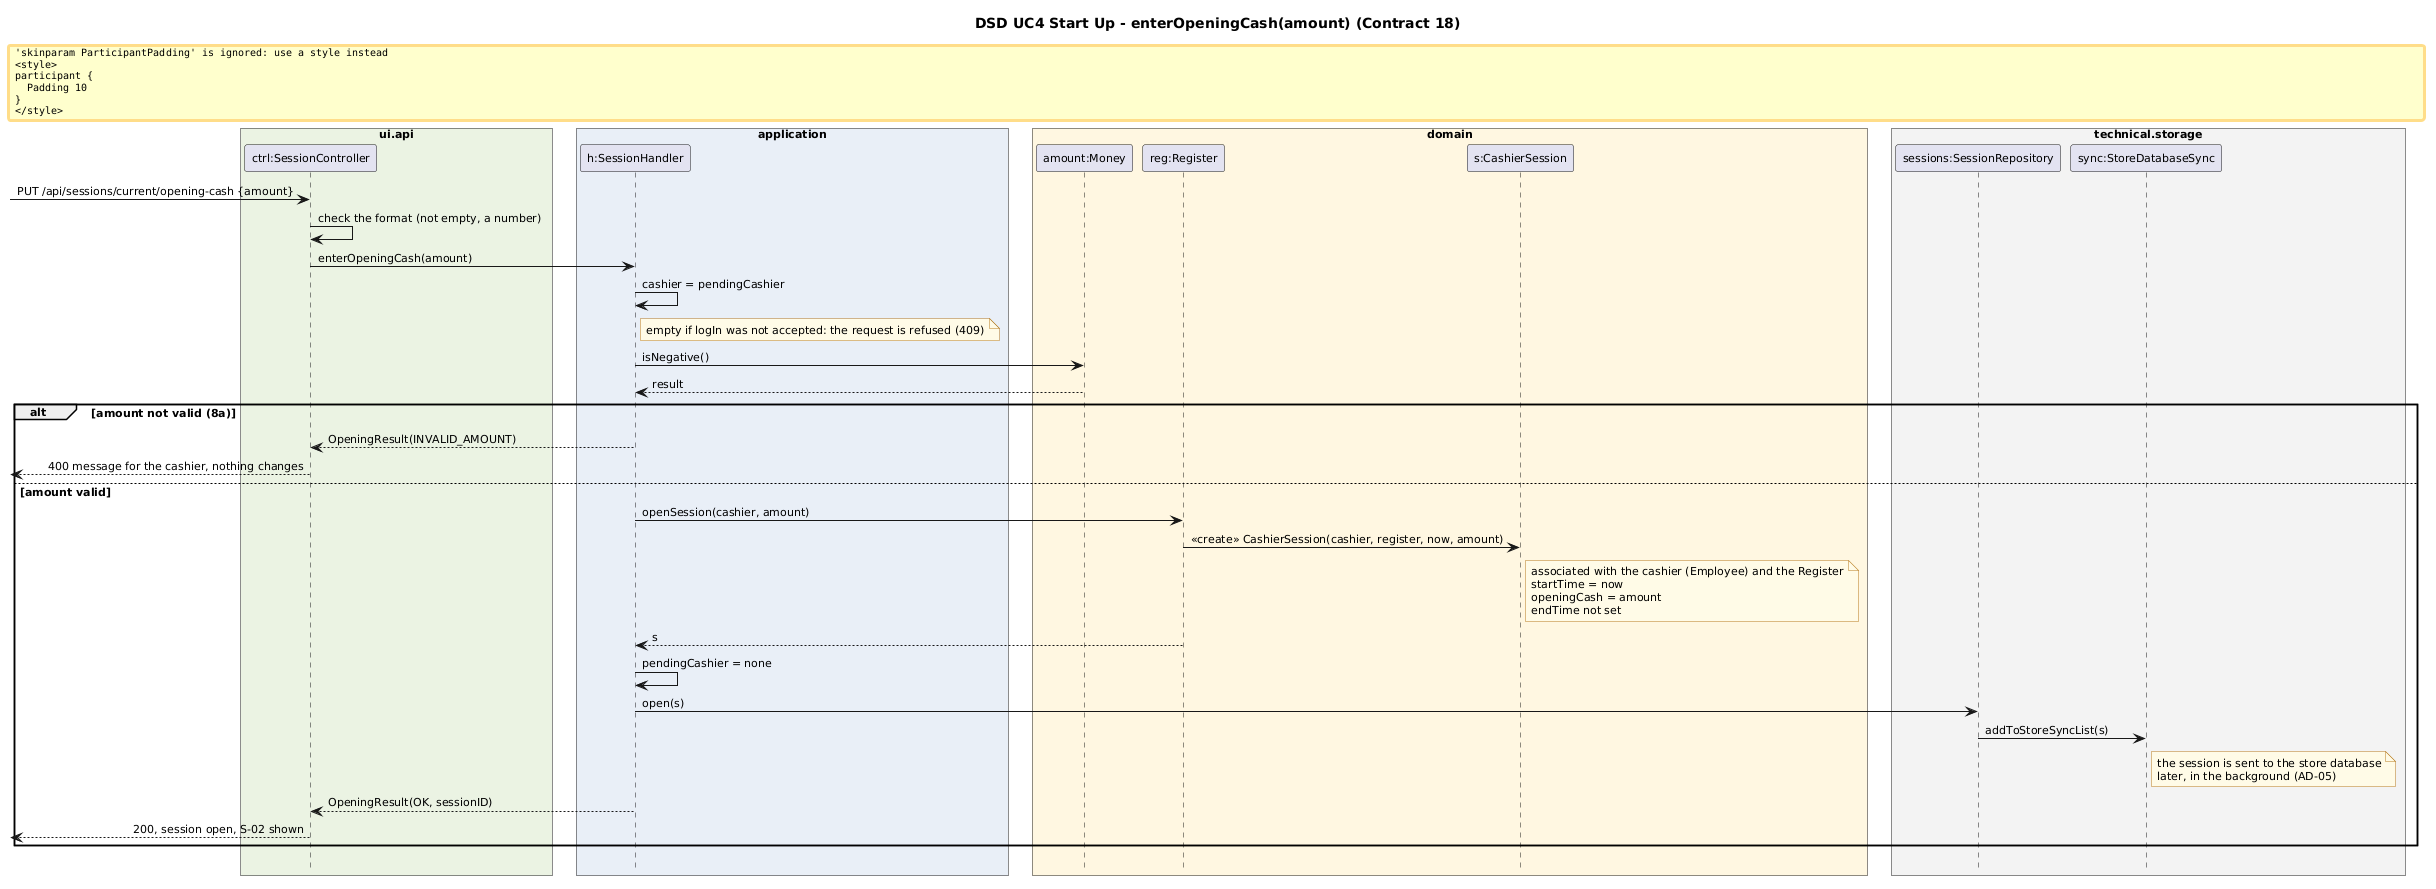 DSD UC4 Start Up - enterOpeningCash(amount) (Contract 18)
'skinparam ParticipantPadding' is ignored: use a style instead
<style>
participant {
  Padding 10
}
</style>
ui.api
application
domain
technical.storage
ctrl:SessionController
h:SessionHandler
amount:Money
reg:Register
s:CashierSession
sessions:SessionRepository
sync:StoreDatabaseSync
PUT /api/sessions/current/opening-cash {amount}
check the format (not empty, a number)
enterOpeningCash(amount)
cashier = pendingCashier
empty if logIn was not accepted: the request is refused (409)
isNegative()
result
alt
[amount not valid (8a)]
OpeningResult(INVALID_AMOUNT)
400 message for the cashier, nothing changes
[amount valid]
openSession(cashier, amount)
«create» CashierSession(cashier, register, now, amount)
associated with the cashier (Employee) and the Register
startTime = now
openingCash = amount
endTime not set
s
pendingCashier = none
open(s)
addToStoreSyncList(s)
the session is sent to the store database
later, in the background (AD-05)
OpeningResult(OK, sessionID)
200, session open, S-02 shown